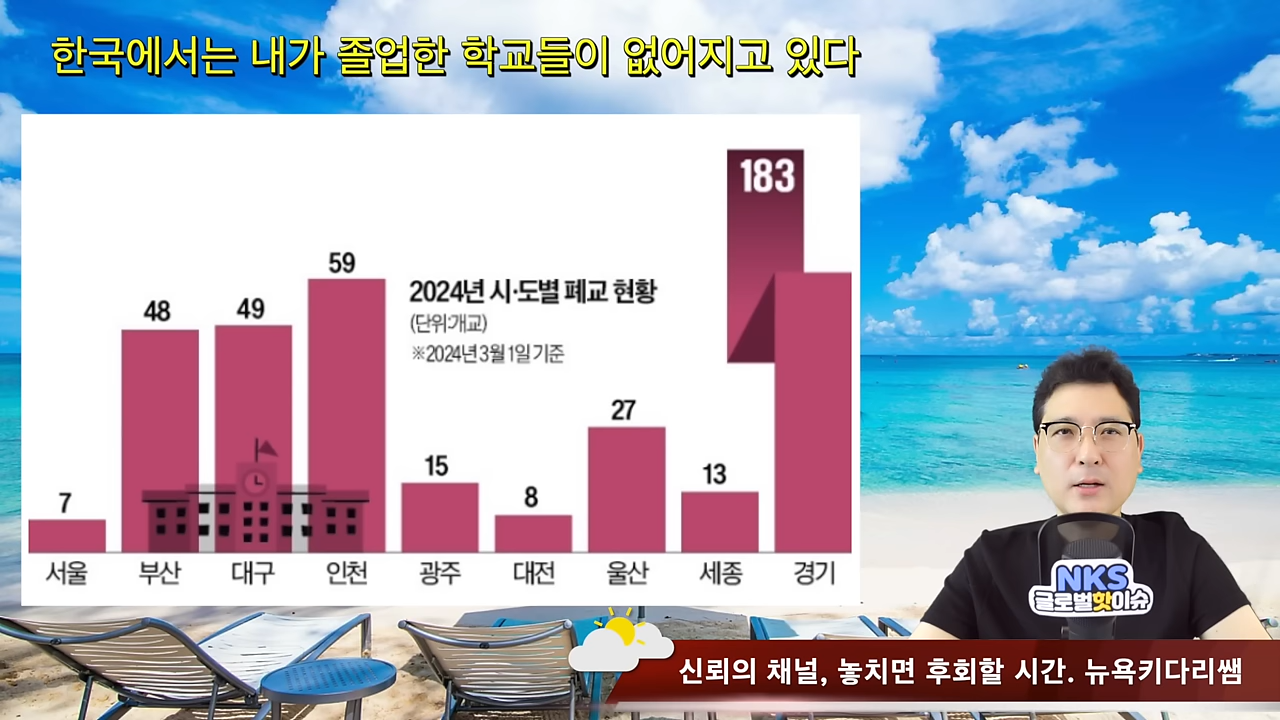 한국에서는 내가 졸업한 학교들이 없어지고 있다
183
59
48
49
2024년 시·도별 폐교 현황
(단위:개교)
※2024년 3월 1일 기준
27
15
13
8
7
서울 부산 대구 인천 광주 대전 울산 세종 경기
NKS
글로벌핫이슈
신뢰의 채널, 놓치면 후회할 시간. 뉴욕키다리쌤